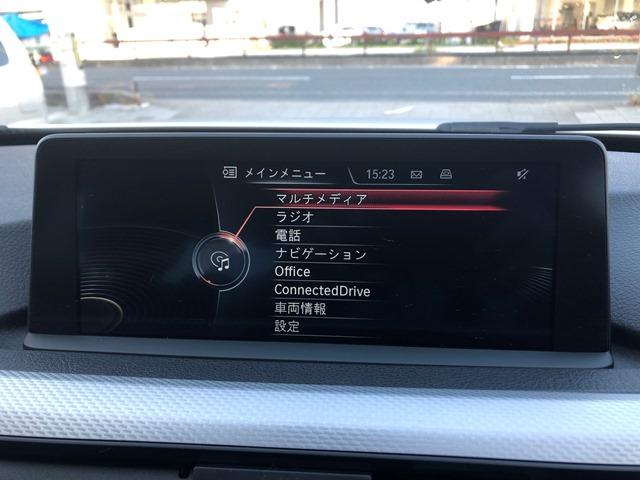 メインメニュー 15:23
マルチメディア
ラジオ
電話
ナビゲーション
Office
ConnectedDrive
車両情報
設定